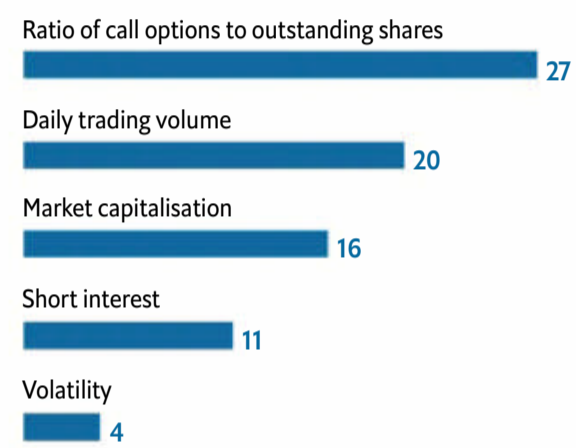 Ratio of call options to outstanding shares
27
Daily trading volume
20
Market capitalisation
16
Short interest
11
Volatility
4